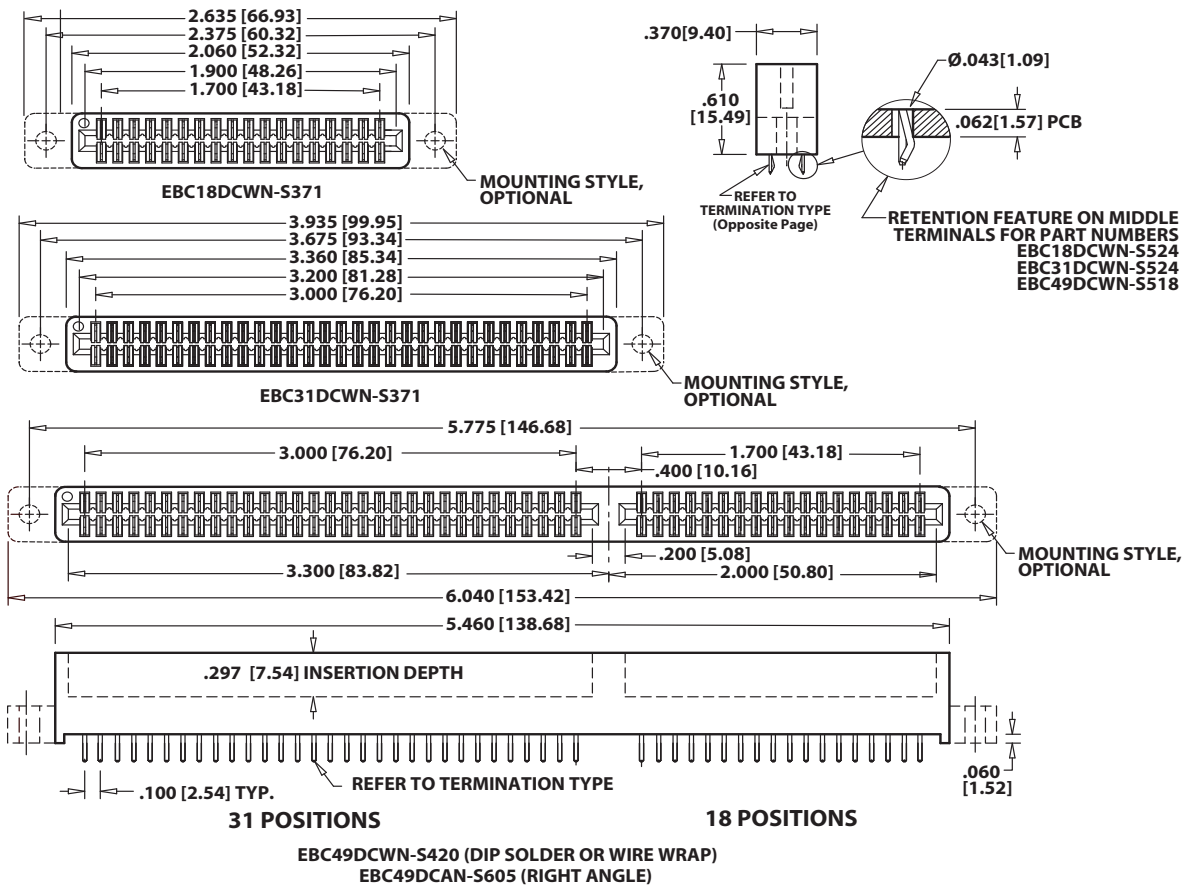 2.635 [66.93]
2.375 [60.32]
2.060 [52.32]
1.900 [48.26]
1.700 [43.18]
EBC18DCWN-S371
MOUNTING STYLE,
OPTIONAL
.370[9.40]
.610
[15.49]
Ø.043[1.09]
.062[1.57] PCB
REFER TO
TERMINATION TYPE
(Opposite Page)
RETENTION FEATURE ON MIDDLE
TERMINALS FOR PART NUMBERS
EBC18DCWN-S524
EBC31DCWN-S524
EBC49DCWN-S518
3.935 [99.95]
3.675 [93.34]
3.360 [85.34]
3.200 [81.28]
3.000 [76.20]
EBC31DCWN-S371
MOUNTING STYLE,
OPTIONAL
5.775 [146.68]
3.000 [76.20]
1.700 [43.18]
.400 [10.16]
.200 [5.08]
MOUNTING STYLE,
OPTIONAL
3.300 [83.82]
2.000 [50.80]
6.040 [153.42]
5.460 [138.68]
.297 [7.54] INSERTION DEPTH
REFER TO TERMINATION TYPE
.100 [2.54] TYP.
.060
[1.52]
31 POSITIONS
18 POSITIONS
EBC49DCWN-S420 (DIP SOLDER OR WIRE WRAP)
EBC49DCAN-S605 (RIGHT ANGLE)